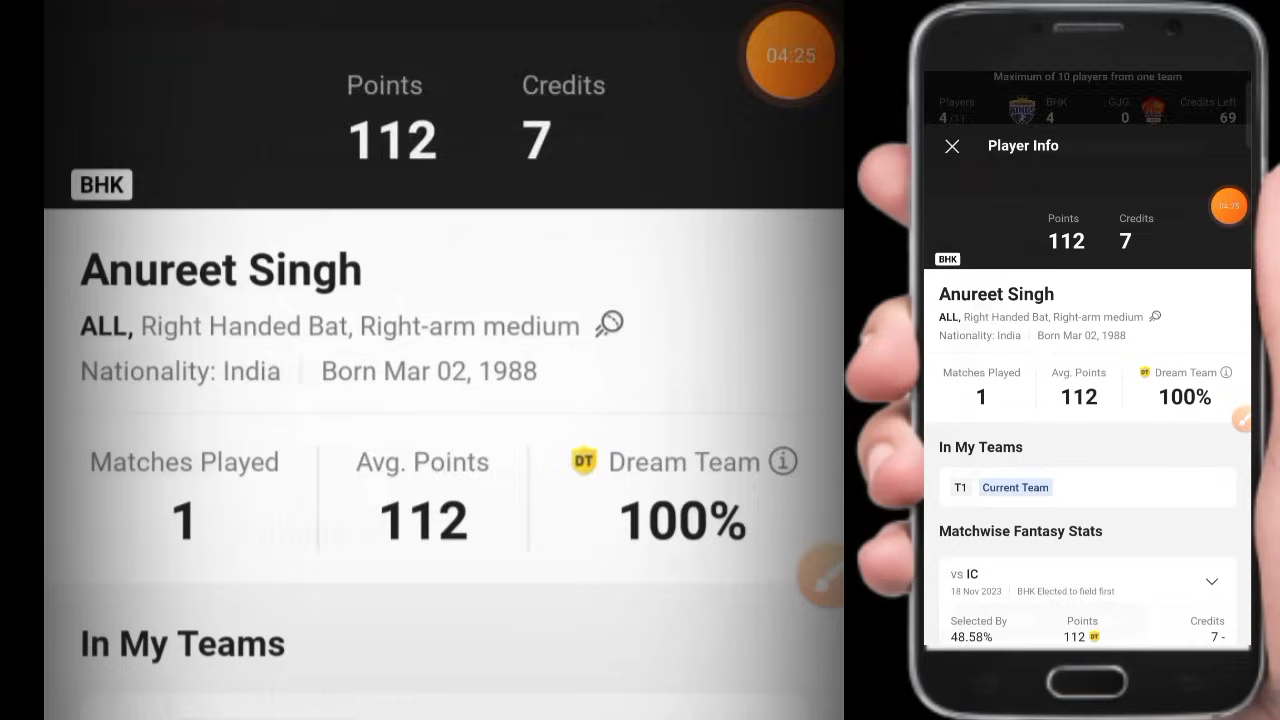 04:25
Points Credits
112 7
BHK
Anureet Singh
ALL, Right Handed Bat, Right-arm medium
Nationality: India Born Mar 02, 1988
Matches Played Avg. Points DT Dream Team
1 112 100%
In My Teams
Maximum of 10 players from one team
Players BHK GJG Credits Left
4/11 4 0 69
Player Info
04:25
Points Credits
112 7
BHK
Anureet Singh
ALL, Right Handed Bat, Right-arm medium
Nationality: India Born Mar 02, 1988
Matches Played Avg. Points DT Dream Team
1 112 100%
In My Teams
T1 Current Team
Matchwise Fantasy Stats
vs IC
18 Nov 2023 BHK Elected to field first
Selected By Points Credits
48.58% 112 DT 7 -